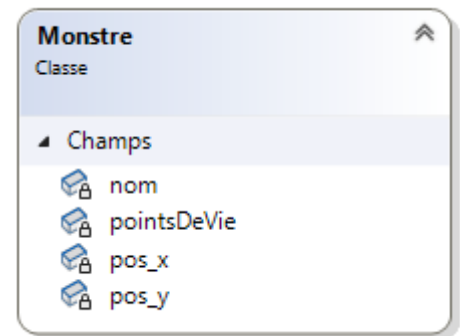 Monstre
Classe
Champs
nom
pointsDeVie
pos_x
pos_y